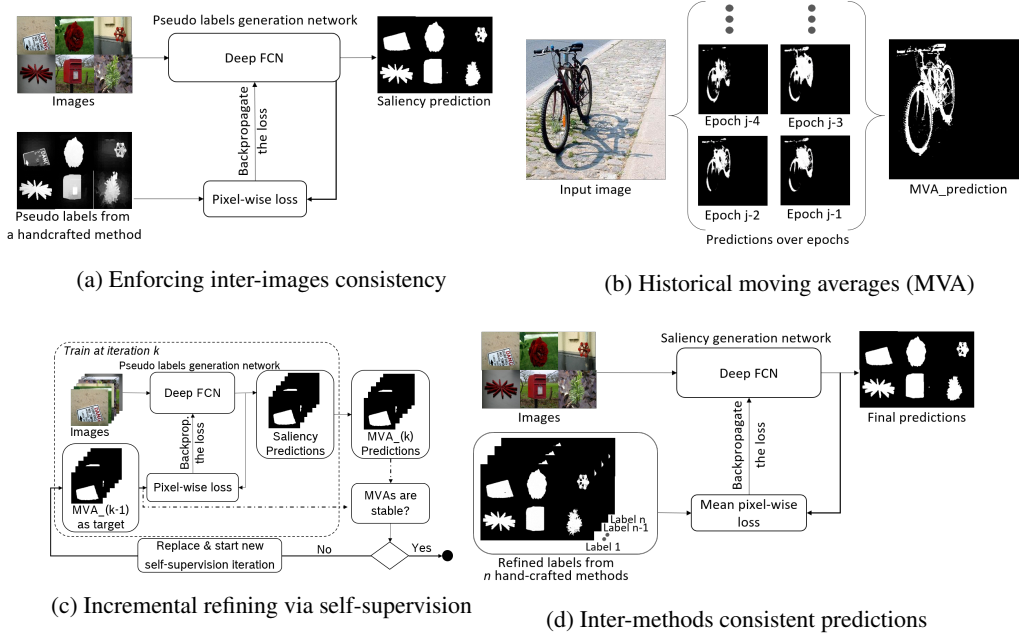 Pseudo labels generation network
Deep FCN
Images
Saliency prediction
Backpropagate
the loss
Pixel-wise loss
Pseudo labels from
a handcrafted method
(a) Enforcing inter-images consistency
Epoch j-4
Epoch j-3
Epoch j-2
Epoch j-1
Input image
MVA_prediction
Predictions over epochs
(b) Historical moving averages (MVA)
Train at iteration k
Pseudo labels generation network
Deep FCN
Images
Backprop.
the loss
Saliency
Predictions
MVA_(k)
Predictions
Pixel-wise loss
MVA_(k-1)
as target
MVAs are
stable?
Replace & start new
self-supervision iteration
No
Yes
(c) Incremental refining via self-supervision
Saliency generation network
Deep FCN
Images
Final predictions
Backpropagate
the loss
Mean pixel-wise
loss
Label n
Label n-1
Label 1
Refined labels from
n hand-crafted methods
(d) Inter-methods consistent predictions